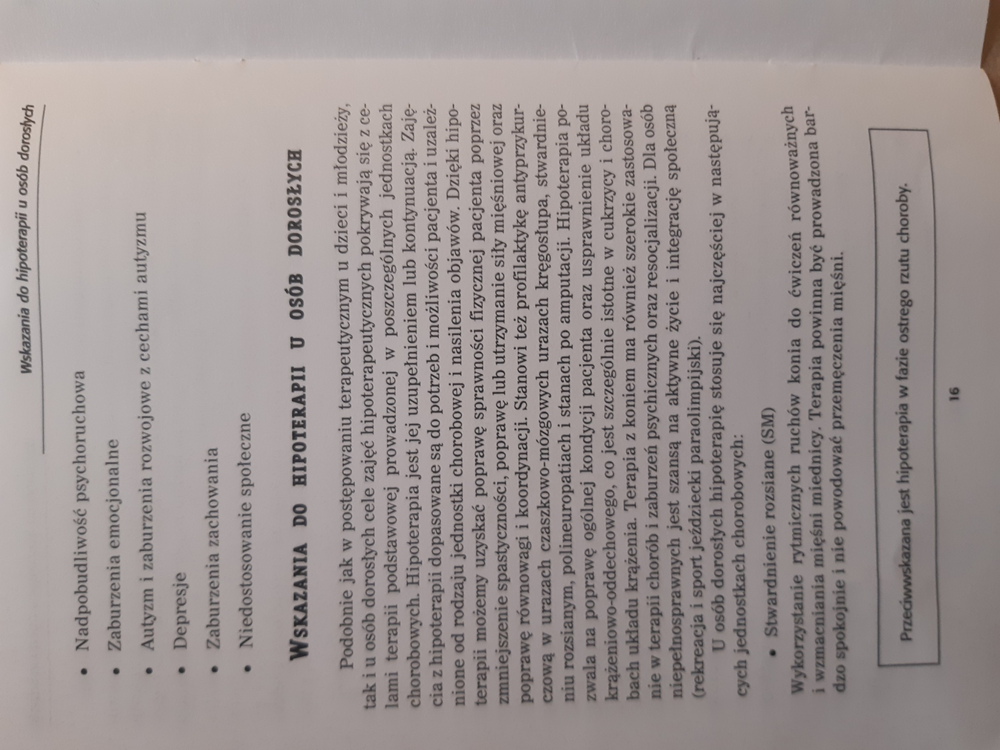 Wskazania do hipoterapii u osób dorosłych
• Nadpobudliwość psychoruchowa
• Zaburzenia emocjonalne
• Autyzm i zaburzenia rozwojowe z cechami autyzmu
• Depresje
• Zaburzenia zachowania
• Niedostosowanie społeczne
WSKAZANIA DO HIPOTERAPII U OSÓB DOROSŁYCH
Podobnie jak w postępowaniu terapeutycznym u dzieci i młodzieży,
tak i u osób dorosłych cele zajęć hipoterapeutycznych pokrywają się z ce-
lami terapii podstawowej prowadzonej w poszczególnych jednostkach
chorobowych. Hipoterapia jest jej uzupełnieniem lub kontynuacją. Zaję-
cia z hipoterapii dopasowane są do potrzeb i możliwości pacjenta i uzależ-
nione od rodzaju jednostki chorobowej i nasilenia objawów. Dzięki hipo-
terapii możemy uzyskać poprawę sprawności fizycznej pacjenta poprzez
zmniejszenie spastyczności, poprawę lub utrzymanie siły mięśniowej oraz
poprawę równowagi i koordynacji. Stanowi też profilaktykę antyprzykur-
czową w urazach czaszkowo-mózgowych urazach kręgosłupa, stwardnie-
niu rozsianym, polineuropatiach i stanach po amputacji. Hipoterapia po-
zwala na poprawę ogólnej kondycji pacjenta oraz usprawnienie układu
krążeniowo-oddechowego, co jest szczególnie istotne w cukrzycy i choro-
bach układu krążenia. Terapia z koniem ma również szerokie zastosowa-
nie w terapii chorób i zaburzeń psychicznych oraz resocjalizacji. Dla osób
niepełnosprawnych jest szansą na aktywne życie i integrację społeczną
(rekreacja i sport jeździecki paraolimpijski).
U osób dorosłych hipoterapię stosuje się najczęściej w następują-
cych jednostkach chorobowych:
• Stwardnienie rozsiane (SM)
Wykorzystanie rytmicznych ruchów konia do ćwiczeń równoważnych
i wzmacniania mięśni miednicy. Terapia powinna być prowadzona bar-
dzo spokojnie i nie powodować przemęczenia mięśni.
Przeciwwskazana jest hipoterapia w fazie ostrego rzutu choroby.
16